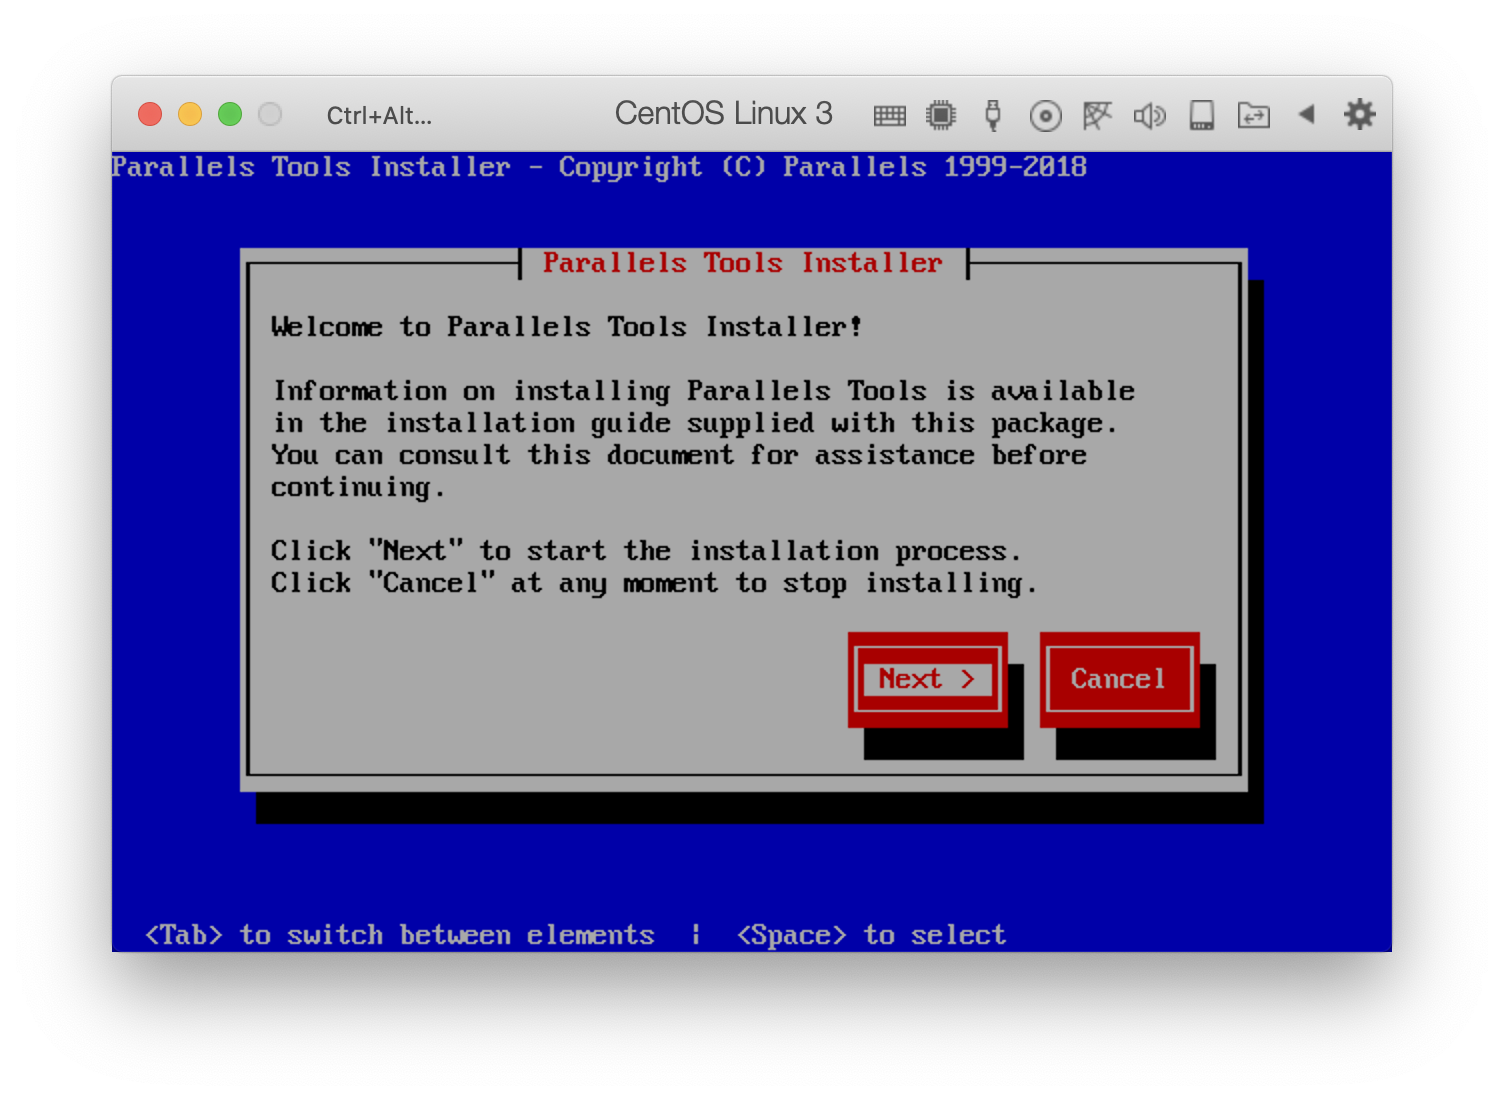 Ctrl+Alt...
CentOS Linux 3
Parallels Tools Installer - Copyright (C) Parallels 1999-2018
Parallels Tools Installer
Welcome to Parallels Tools Installer!
Information on installing Parallels Tools is available
in the installation guide supplied with this package.
You can consult this document for assistance before
continuing.
Click "Next" to start the installation process.
Click "Cancel" at any moment to stop installing.
Next >
Cancel
<Tab> to switch between elements | <Space> to select